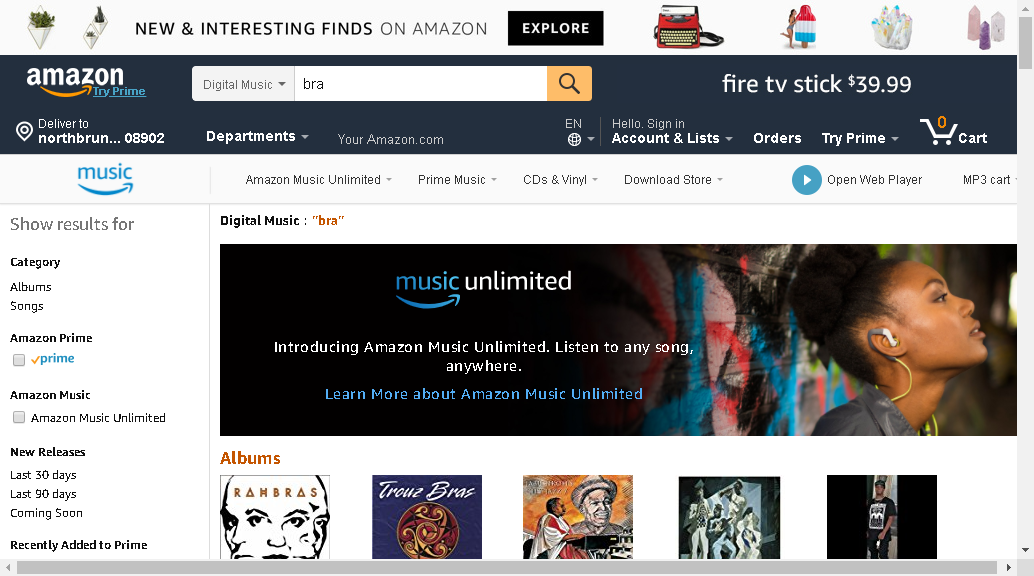 NEW & INTERESTING FINDS ON AMAZON EXPLORE
amazon
Try Prime
Digital Music
bra
fire tv stick $39.99
Deliver to
northbrun... 08902
Departments
Your Amazon.com
EN
Hello. Sign in
Account & Lists
Orders
Try Prime
0
Cart
music
Amazon Music Unlimited
Prime Music
CDs & Vinyl
Download Store
Open Web Player
MP3 cart
Show results for
Category
Albums
Songs
Amazon Prime
prime
Amazon Music
Amazon Music Unlimited
New Releases
Last 30 days
Last 90 days
Coming Soon
Recently Added to Prime
Digital Music : "bra"
music unlimited
Introducing Amazon Music Unlimited. Listen to any song,
anywhere.
Learn More about Amazon Music Unlimited
Albums
RAHBRAS
Trouz Bras